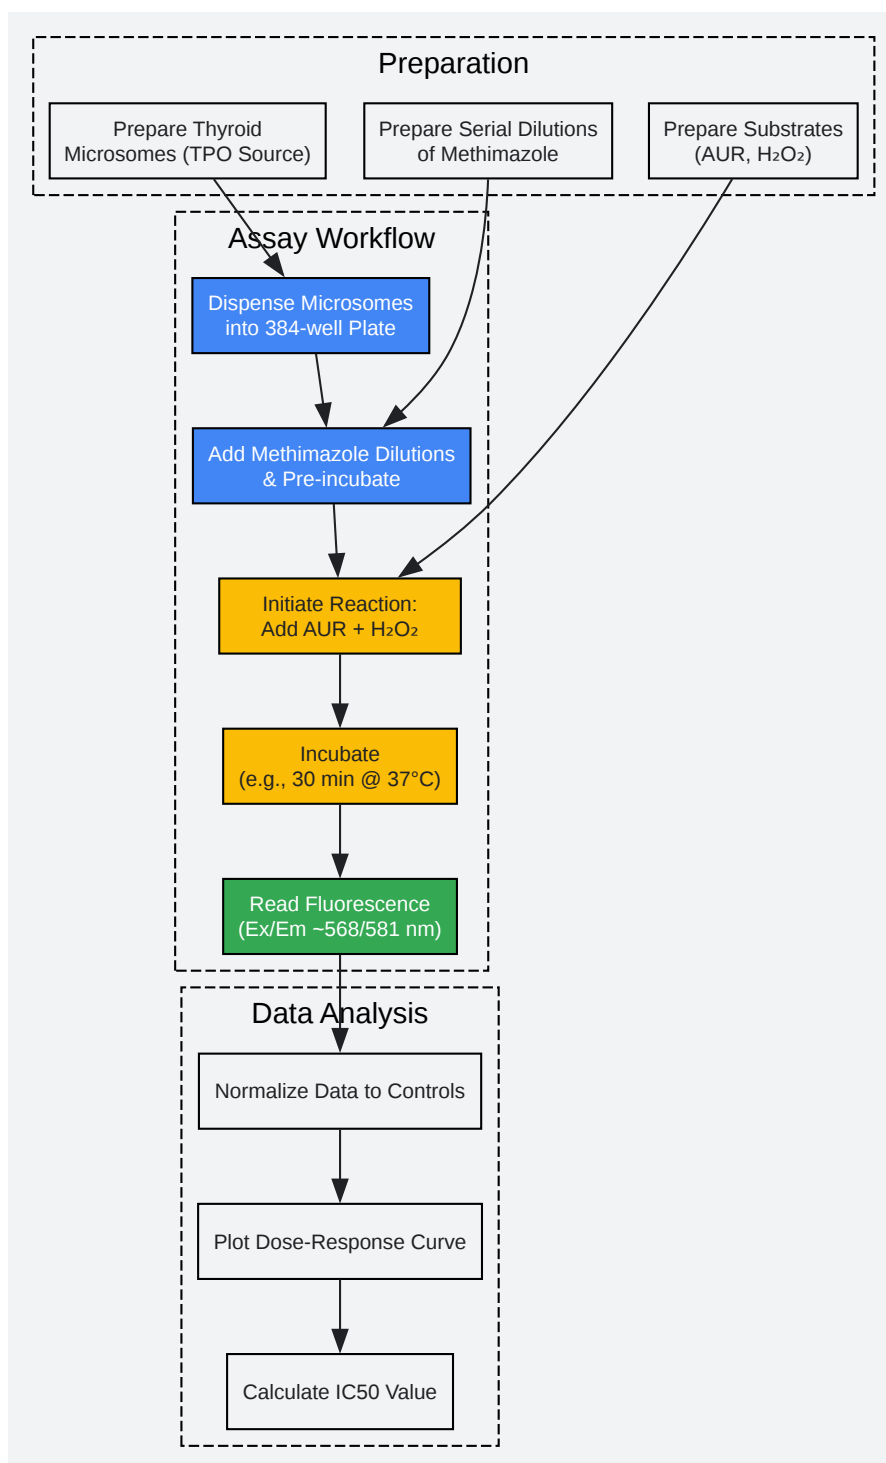 Preparation
Prepare Thyroid
Microsomes (TPO Source)
Prepare Serial Dilutions
of Methimazole
Prepare Substrates
(AUR, H₂O₂)
Assay Workflow
Dispense Microsomes
into 384-well Plate
Add Methimazole Dilutions
& Pre-incubate
Initiate Reaction:
Add AUR + H₂O₂
Incubate
(e.g., 30 min @ 37°C)
Read Fluorescence
(Ex/Em ~568/581 nm)
Data Analysis
Normalize Data to Controls
Plot Dose-Response Curve
Calculate IC50 Value